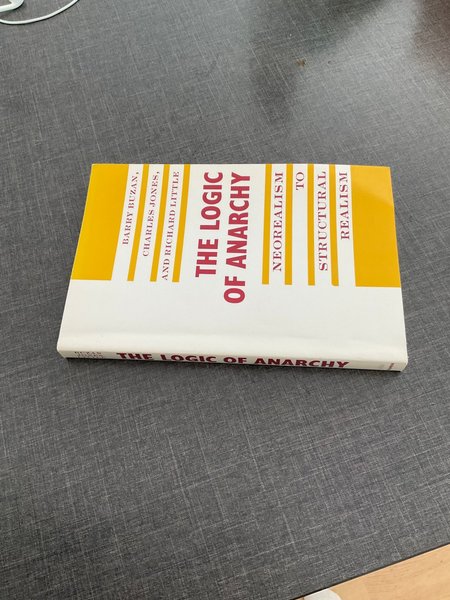 BARRY BUZAN,
CHARLES JONES,
AND RICHARD LITTLE
THE LOGIC
OF ANARCHY
NEOREALISM
TO
STRUCTURAL
REALISM
THE LOGIC OF ANARCHY